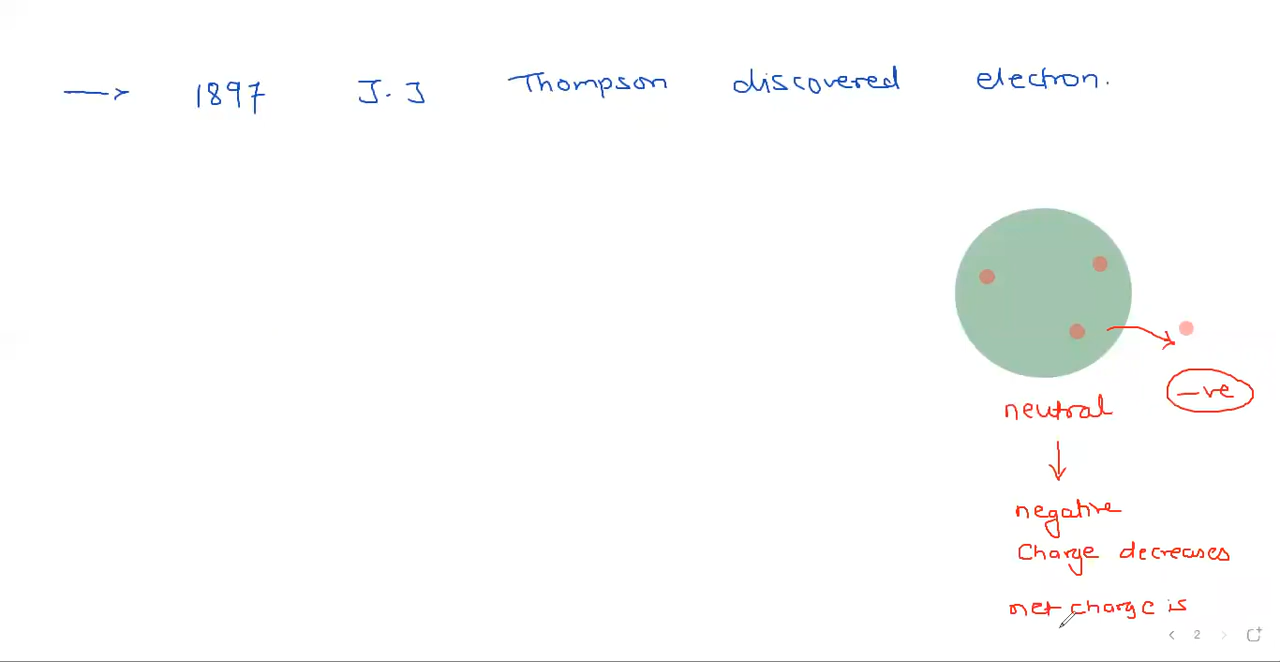 → 1897 J.J Thompson discovered electron.
-ve
neutral
↓
negative
Charge decreases
net charge is
2